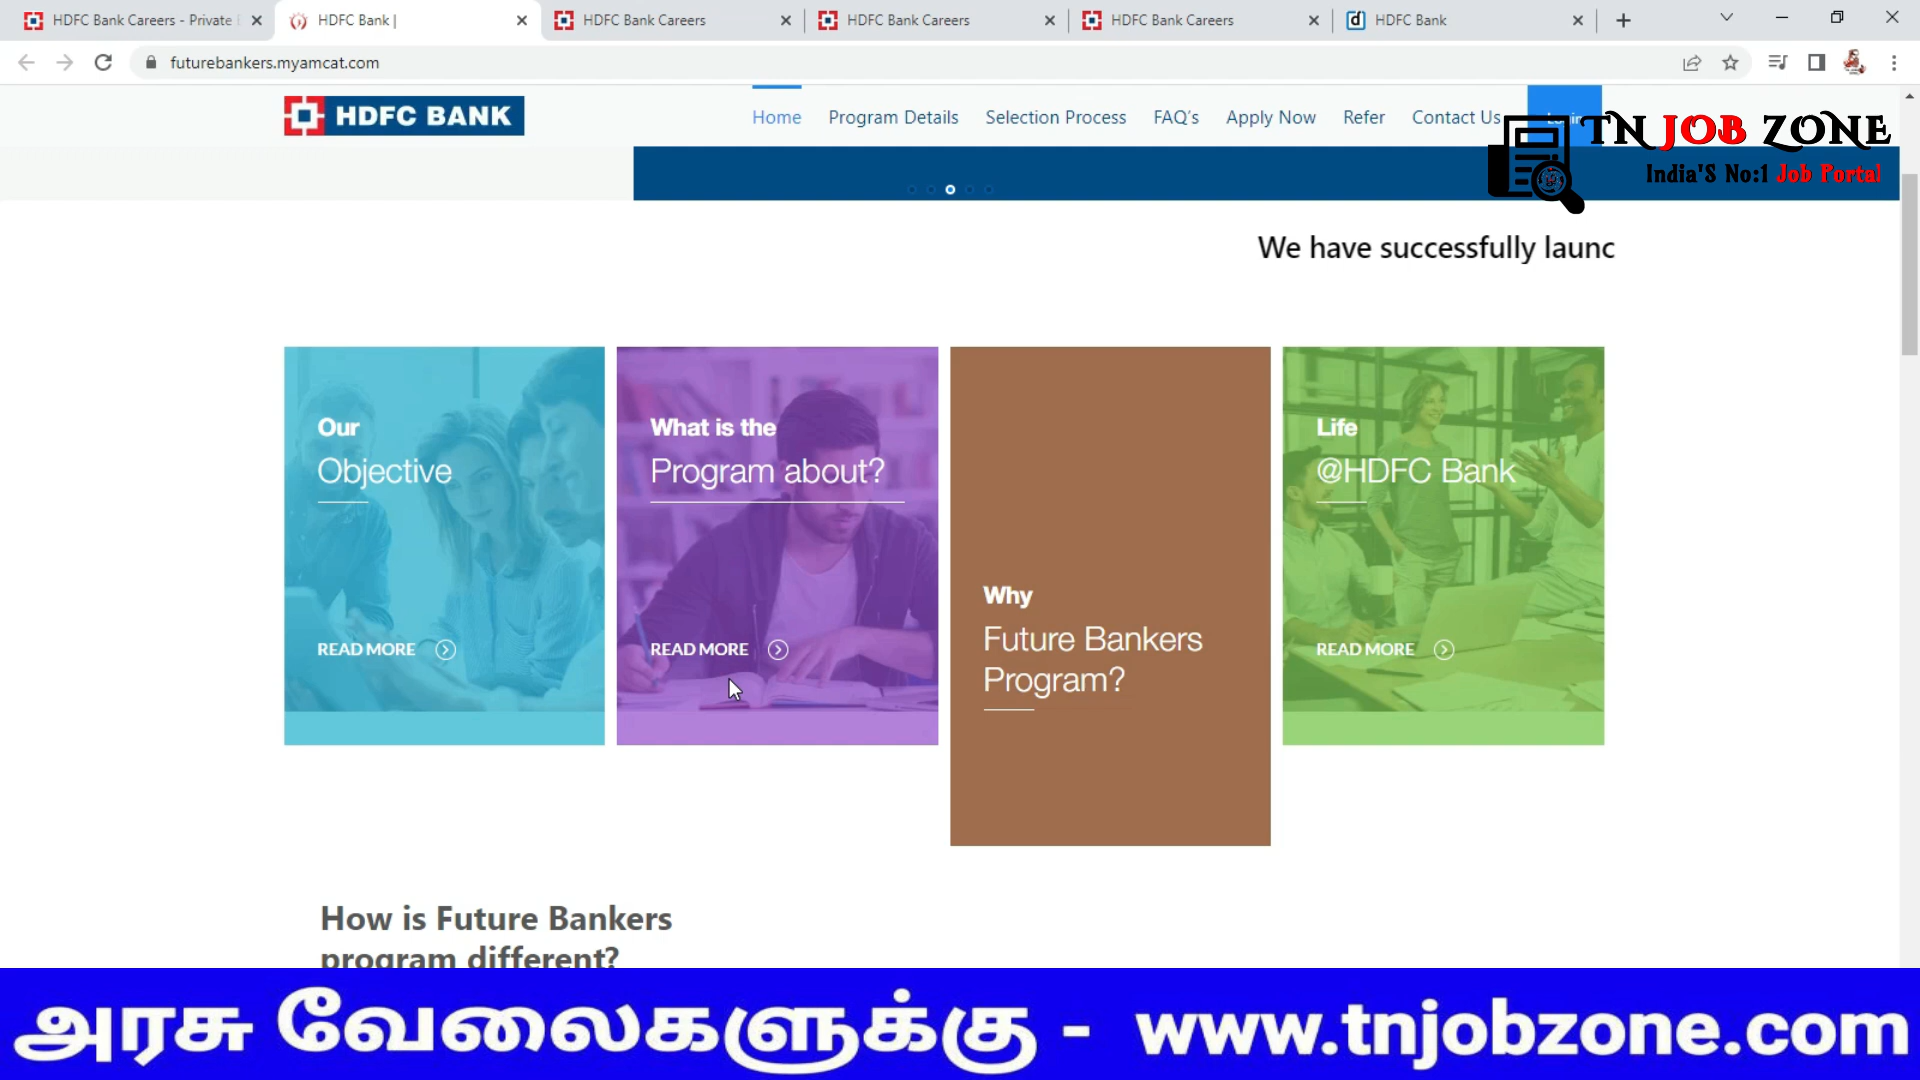 HDFC Bank Careers - Private
HDFC Bank |
HDFC Bank Careers
HDFC Bank Careers
HDFC Bank Careers
HDFC Bank
futurebankers.myamcat.com
HDFC BANK
Home
Program Details
Selection Process
FAQ's
Apply Now
Refer
Contact Us
TN JOB ZONE
India'S No:1 Job Portal
We have successfully launc
Our
Objective
READ MORE
What is the
Program about?
READ MORE
Why
Future Bankers
Program?
Life
@HDFC Bank
READ MORE
How is Future Bankers
program different?
அரசு வேலைகளுக்கு - www.tnjobzone.com